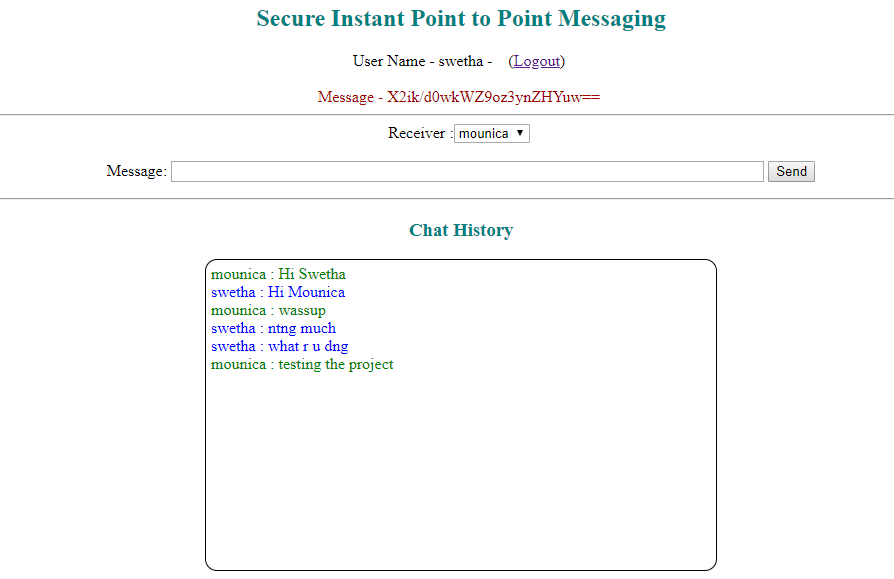 Secure Instant Point to Point Messaging
User Name - swetha - (Logout)
Message - X2ik/d0wkWZ9oz3ynZHYuw==
Receiver : mounica
Message: Send
Chat History
mounica : Hi Swetha
swetha : Hi Mounica
mounica : wassup
swetha : ntng much
swetha : what r u dng
mounica : testing the project